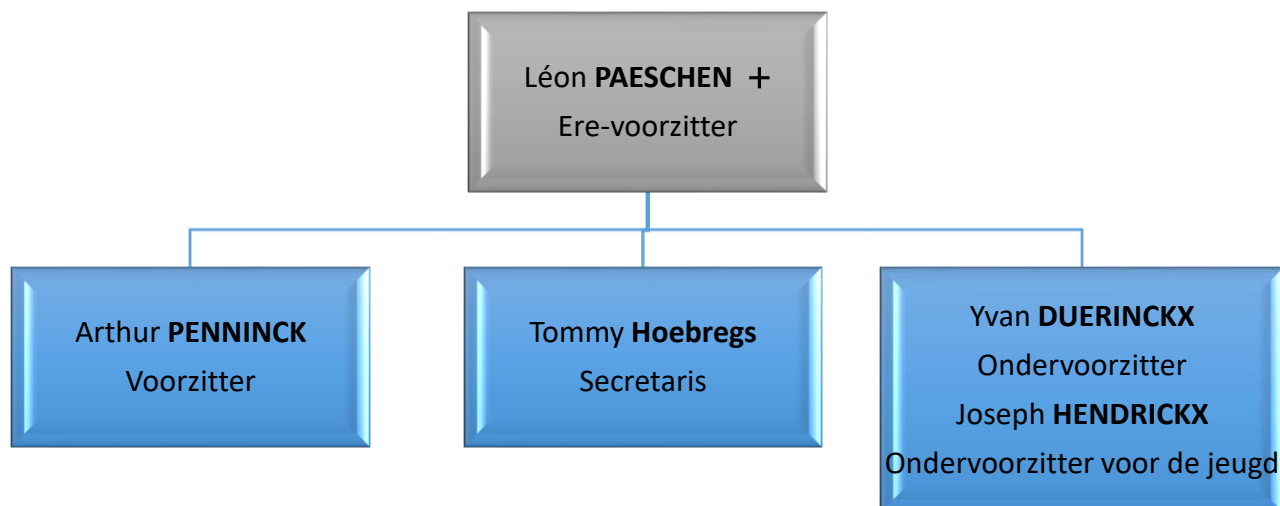 Léon PAESCHEN +
Ere-voorzitter
Arthur PENNINCK
Voorzitter
Tommy Hoebregs
Secretaris
Yvan DUERINCKX
Ondervoorzitter
Joseph HENDRICKX
Ondervoorzitter voor de jeugd